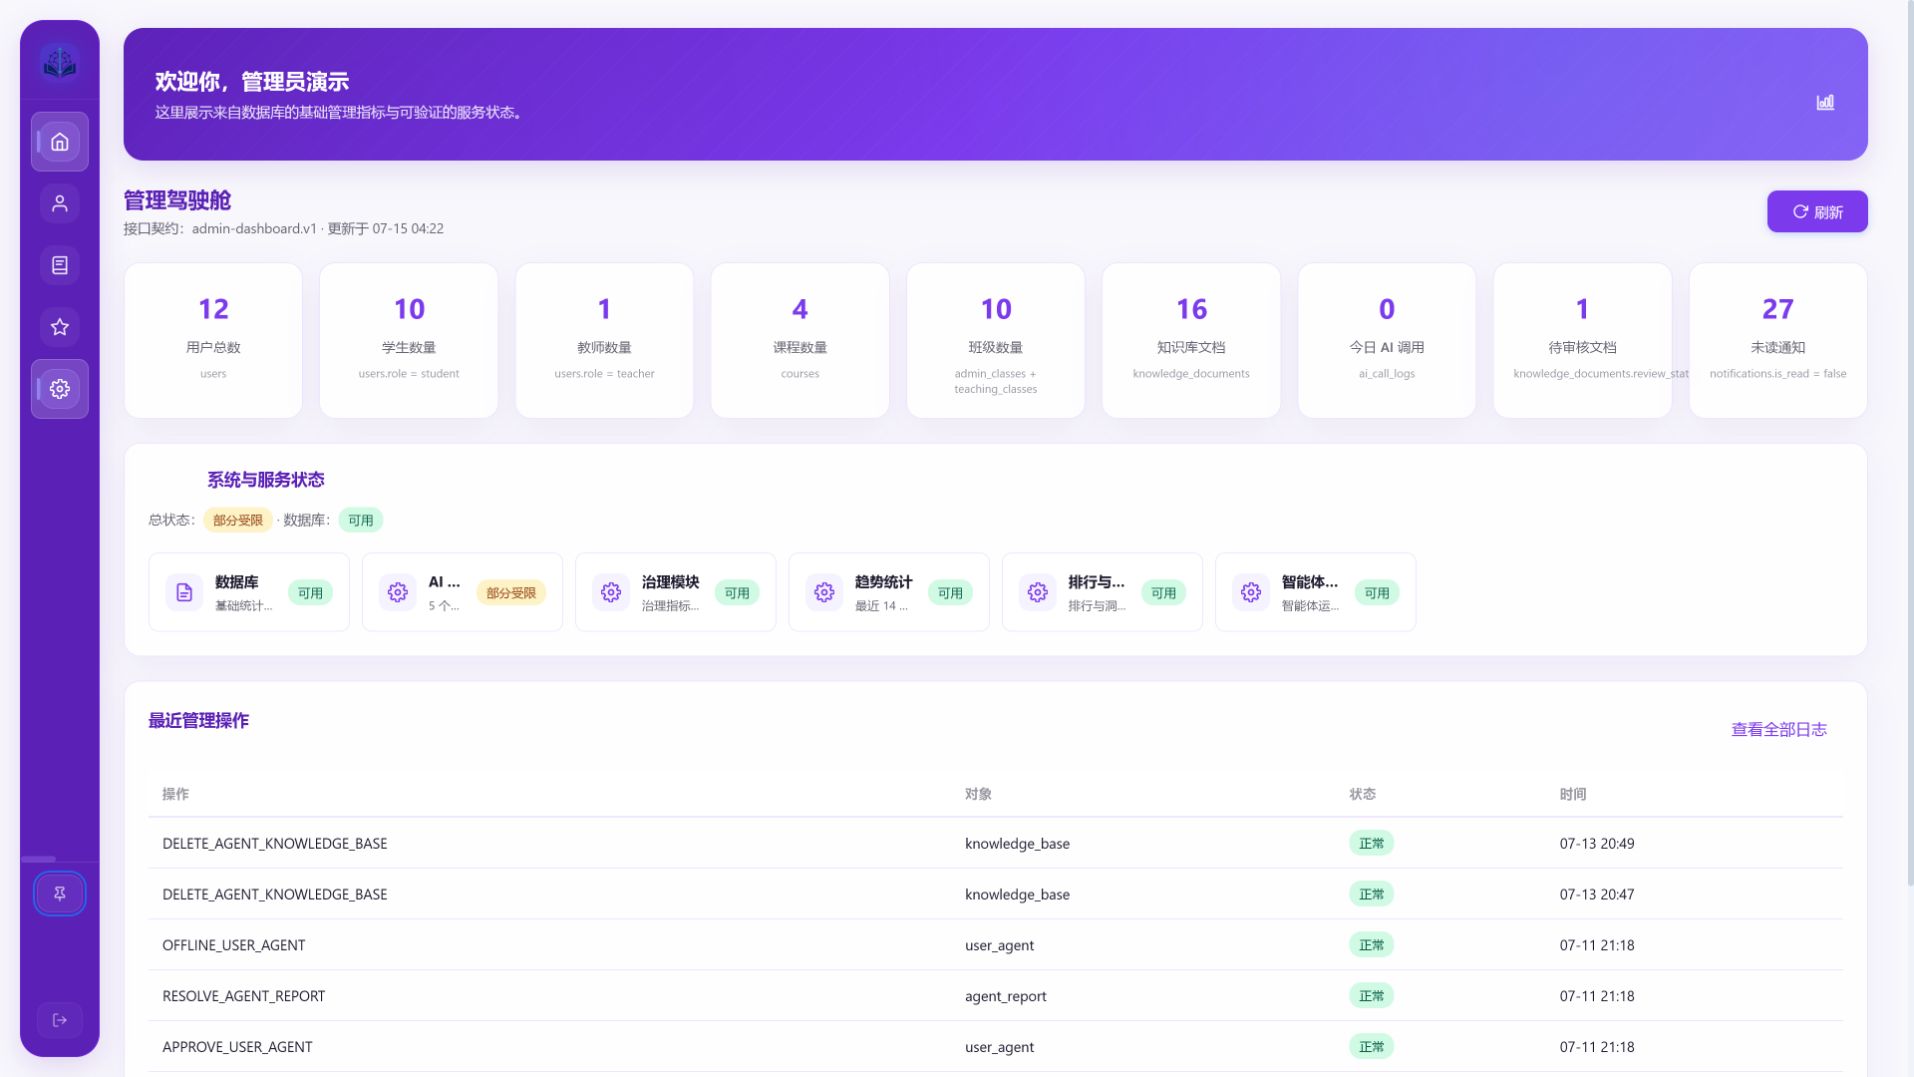 欢迎你，管理员演示
这里展示来自数据库的基础管理指标与可验证的服务状态。
管理驾驶舱
接口契约：admin-dashboard.v1 · 更新于 07-15 04:22
刷新
12
用户总数
users
10
学生数量
users.role = student
1
教师数量
users.role = teacher
4
课程数量
courses
10
班级数量
admin_classes +
teaching_classes
16
知识库文档
knowledge_documents
0
今日 AI 调用
ai_call_logs
1
待审核文档
knowledge_documents.review_stat
27
未读通知
notifications.is_read = false
系统与服务状态
总状态： 部分受限 · 数据库： 可用
数据库
基础统计...
可用
AI ...
5 个...
部分受限
治理模块
治理指标...
可用
趋势统计
最近 14 ...
可用
排行与...
排行与洞...
可用
智能体...
智能体运...
可用
最近管理操作
查看全部日志
操作 对象 状态 时间
DELETE_AGENT_KNOWLEDGE_BASE knowledge_base 正常 07-13 20:49
DELETE_AGENT_KNOWLEDGE_BASE knowledge_base 正常 07-13 20:47
OFFLINE_USER_AGENT user_agent 正常 07-11 21:18
RESOLVE_AGENT_REPORT agent_report 正常 07-11 21:18
APPROVE_USER_AGENT user_agent 正常 07-11 21:18